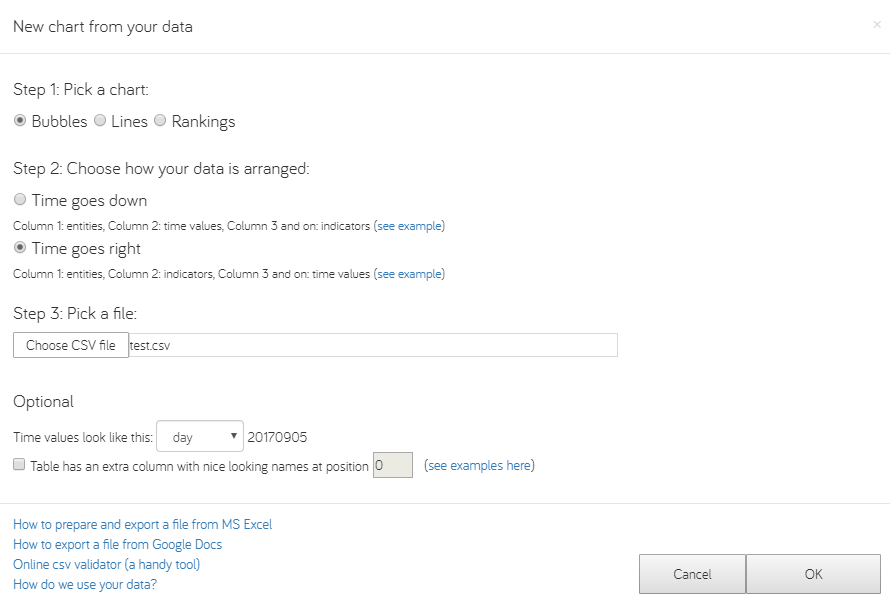 New chart from your data
×
Step 1: Pick a chart:
Bubbles Lines Rankings
Step 2: Choose how your data is arranged:
Time goes down
Column 1: entities, Column 2: time values, Column 3 and on: indicators (see example)
Time goes right
Column 1: entities, Column 2: indicators, Column 3 and on: time values (see example)
Step 3: Pick a file:
Choose CSV file test.csv
Optional
Time values look like this: day 20170905
Table has an extra column with nice looking names at position 0 (see examples here)
How to prepare and export a file from MS Excel
How to export a file from Google Docs
Online csv validator (a handy tool)
How do we use your data?
Cancel OK